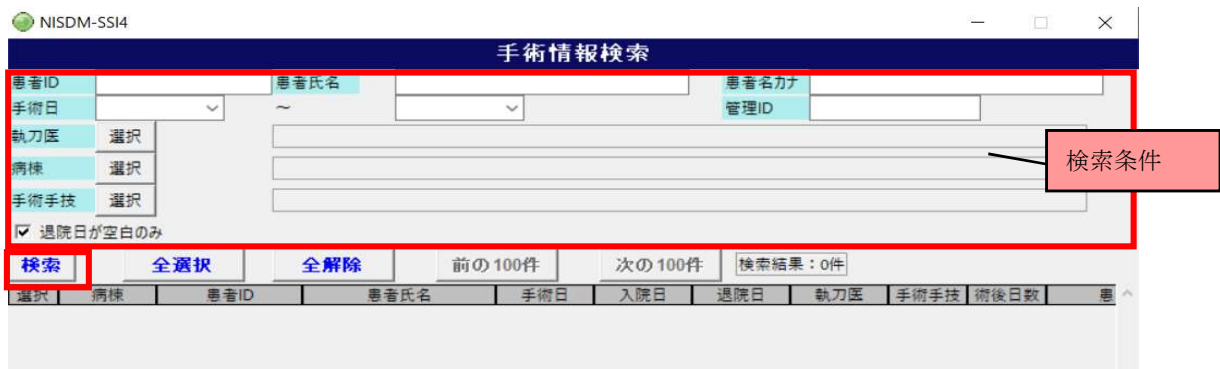 NISDM-SSI4
手術情報検索
患者ID 患者氏名 患者名カナ
手術日 ～ 管理ID
執刀医 選択
病棟 選択
手術手技 選択
検索条件
退院日が空白のみ
検索 全選択 全解除 前の100件 次の100件 検索結果：0件
選択 病棟 患者ID 患者氏名 手術日 入院日 退院日 執刀医 手術手技 術後日数 患